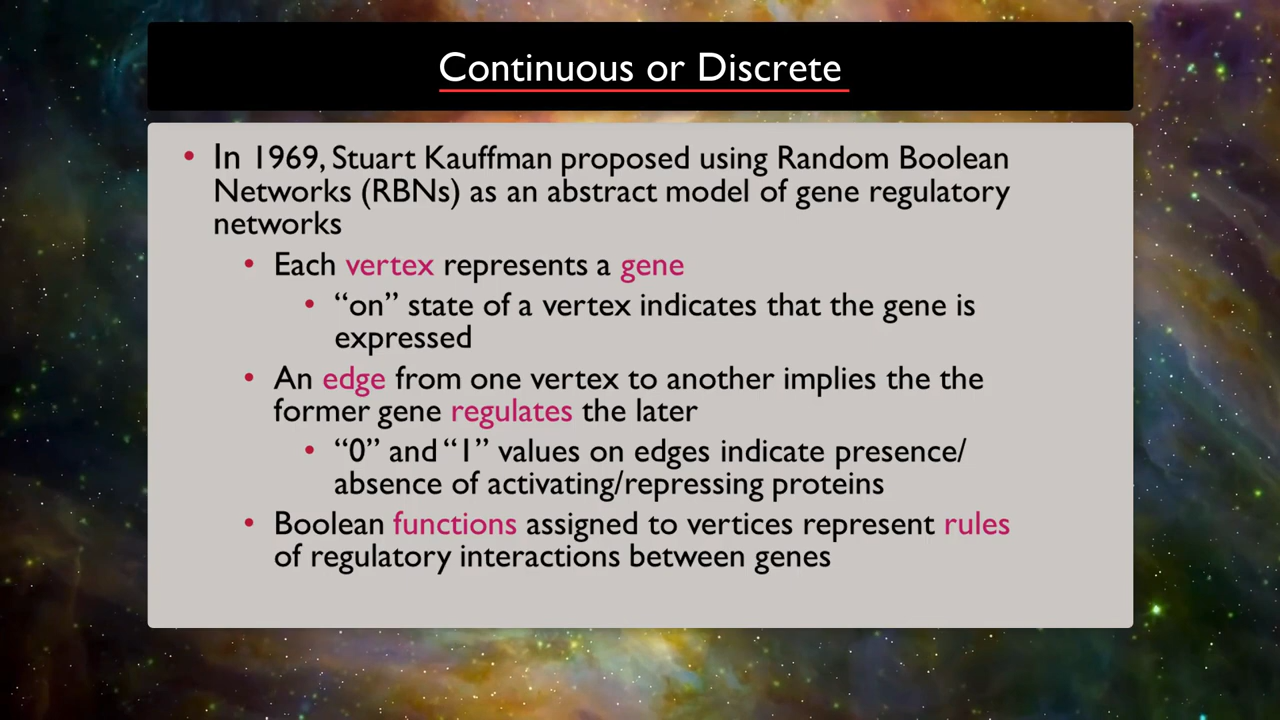 Continuous or Discrete
• In 1969, Stuart Kauffman proposed using Random Boolean
Networks (RBNs) as an abstract model of gene regulatory
networks
• Each vertex represents a gene
• “on” state of a vertex indicates that the gene is
expressed
• An edge from one vertex to another implies the the
former gene regulates the later
• “0” and “1” values on edges indicate presence/
absence of activating/repressing proteins
• Boolean functions assigned to vertices represent rules
of regulatory interactions between genes